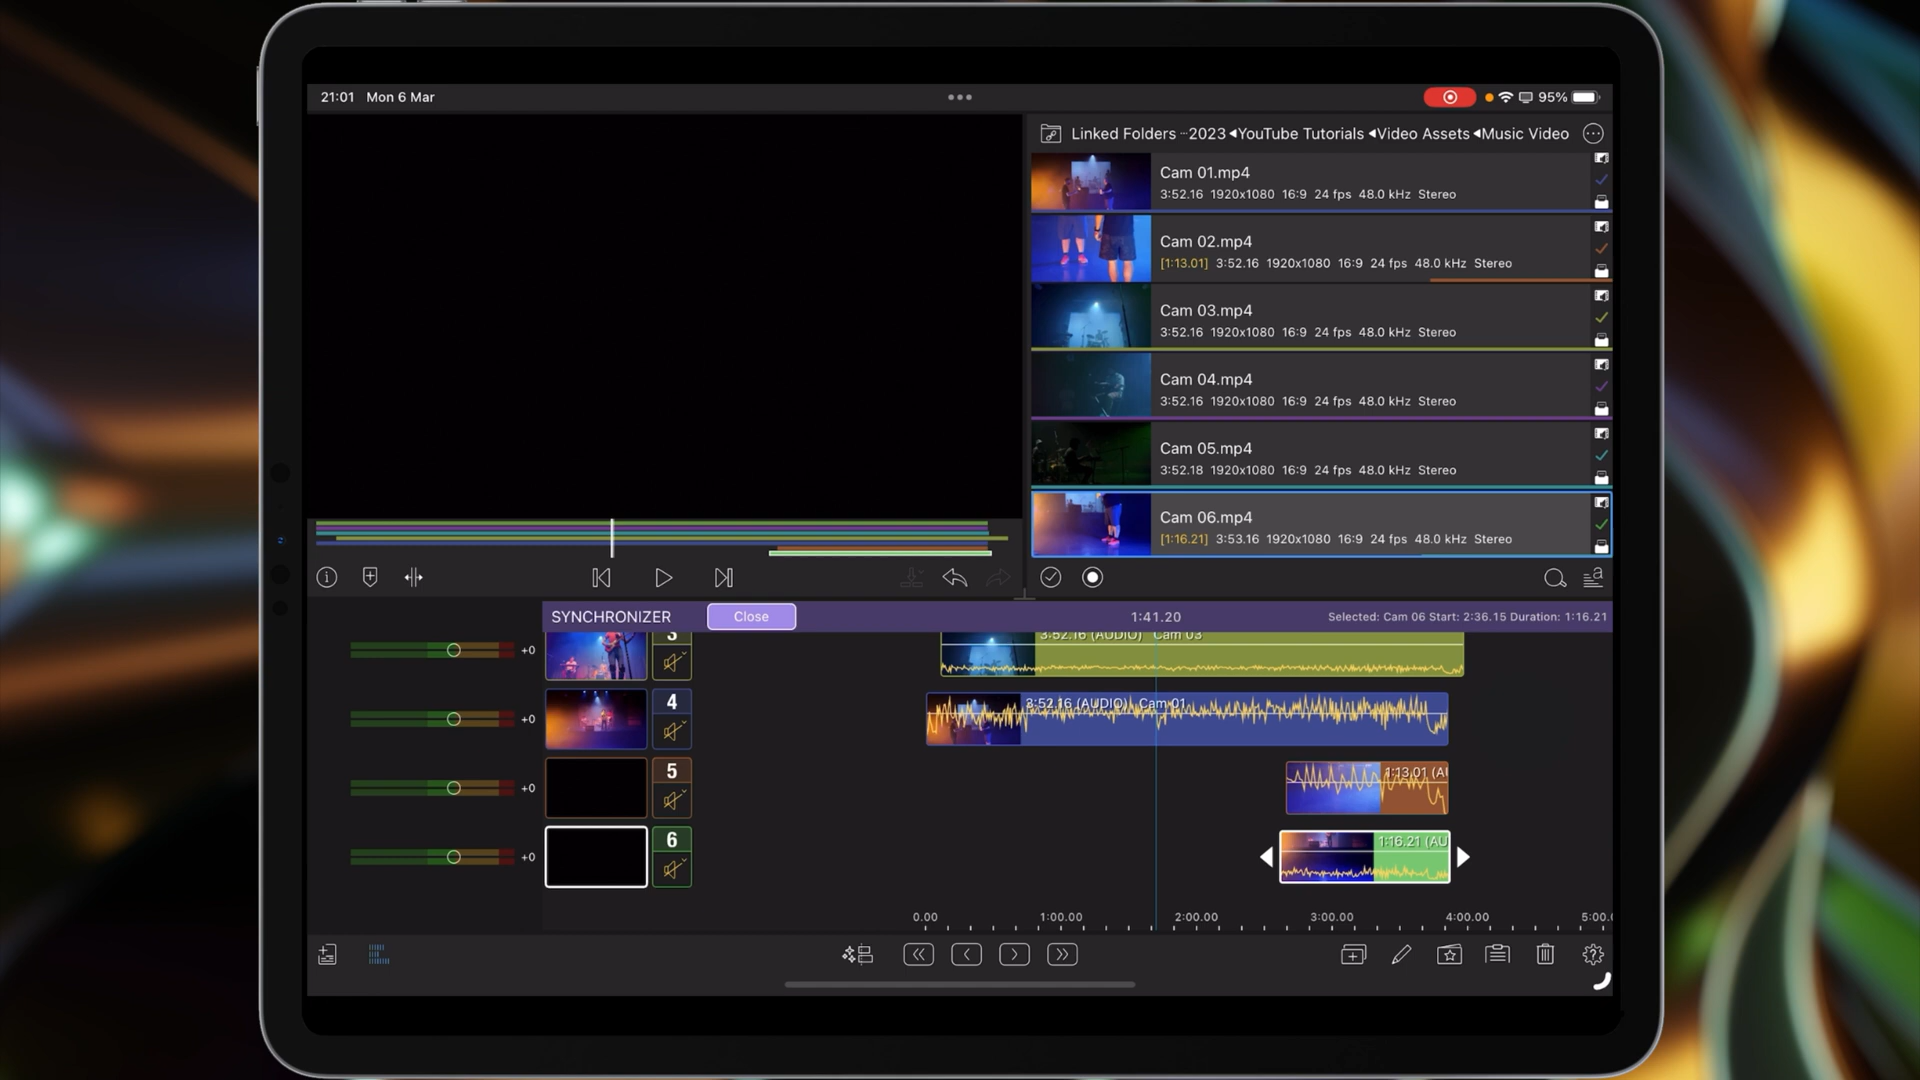 21:01 Mon 6 Mar
95%
Linked Folders ··2023 ◀YouTube Tutorials ◀Video Assets ◀Music Video
Cam 01.mp4
3:52.16 1920x1080 16:9 24 fps 48.0 kHz Stereo
Cam 02.mp4
[1:13.01] 3:52.16 1920x1080 16:9 24 fps 48.0 kHz Stereo
Cam 03.mp4
3:52.16 1920x1080 16:9 24 fps 48.0 kHz Stereo
Cam 04.mp4
3:52.16 1920x1080 16:9 24 fps 48.0 kHz Stereo
Cam 05.mp4
3:52.18 1920x1080 16:9 24 fps 48.0 kHz Stereo
Cam 06.mp4
[1:16.21] 3:53.16 1920x1080 16:9 24 fps 48.0 kHz Stereo
SYNCHRONIZER Close 1:41.20 Selected: Cam 06 Start: 2:36.15 Duration: 1:16.21
+0 3 3:52.16 (AUDIO) Cam 03
+0 4 3:52.16 (AUDIO) Cam 01
+0 5 1:13.01 (AU
+0 6 1:16.21 (AU
0.00 1:00.00 2:00.00 3:00.00 4:00.00 5:00.0